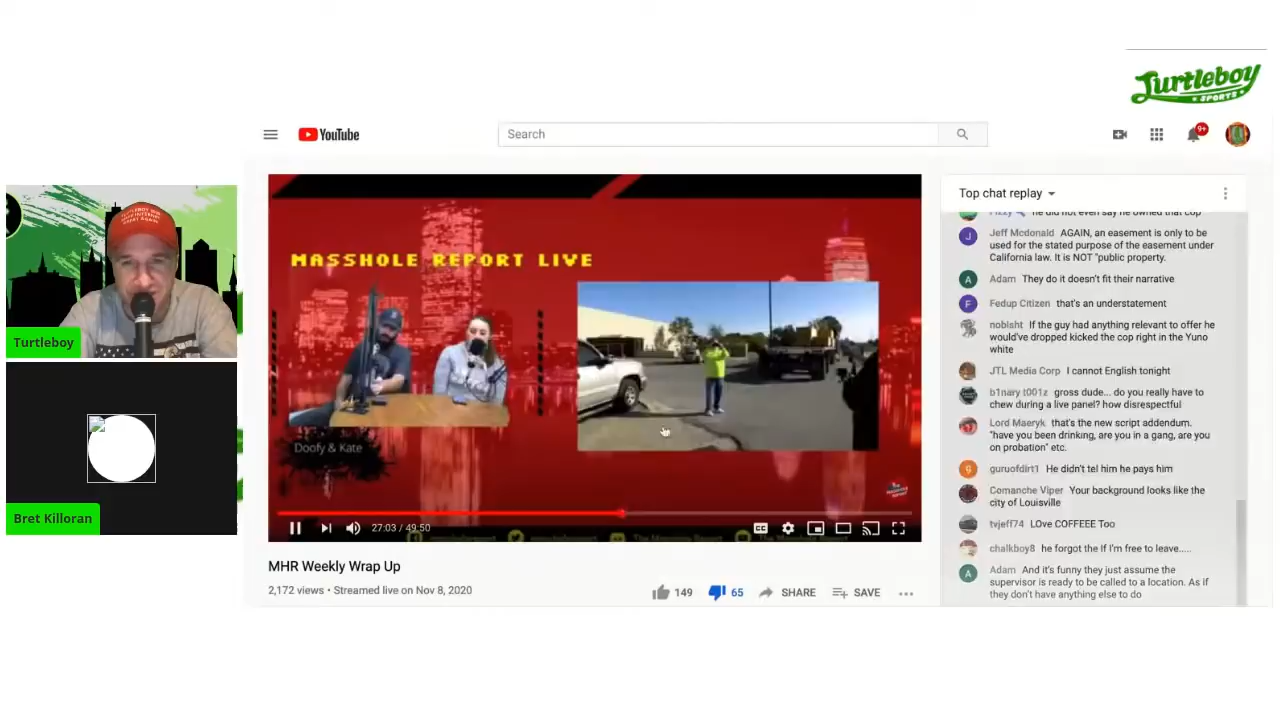 Turtleboy
SPORTS
YouTube
Search
9+
Turtleboy
Bret Killoran
MASSHOLE REPORT LIVE
Doofy & Kate
27:03 / 49:50
MHR Weekly Wrap Up
2,172 views • Streamed live on Nov 8, 2020
149
65
SHARE
SAVE
Top chat replay
Fizzy he did not even say he owned that cop
Jeff Mcdonald AGAIN, an easement is only to be
used for the stated purpose of the easement under
California law. It is NOT "public property.
Adam They do it doesn't fit their narrative
Fedup Citizen that's an understatement
noblsht If the guy had anything relevant to offer he
would've dropped kicked the cop right in the Yuno
white
JTL Media Corp I cannot English tonight
b1nary t001z gross dude... do you really have to
chew during a live panel? how disrespectful
Lord Maeryk that's the new script addendum.
"have you been drinking, are you in a gang, are you
on probation" etc.
guruofdirt1 He didn't tell him he pays him
Comanche Viper Your background looks like the
city of Louisville
tvjeff74 LOve COFFEEE Too
chalkboy8 he forgot the If I'm free to leave.....
Adam And it's funny they just assume the
supervisor is ready to be called to a location. As if
they don't have anything else to do